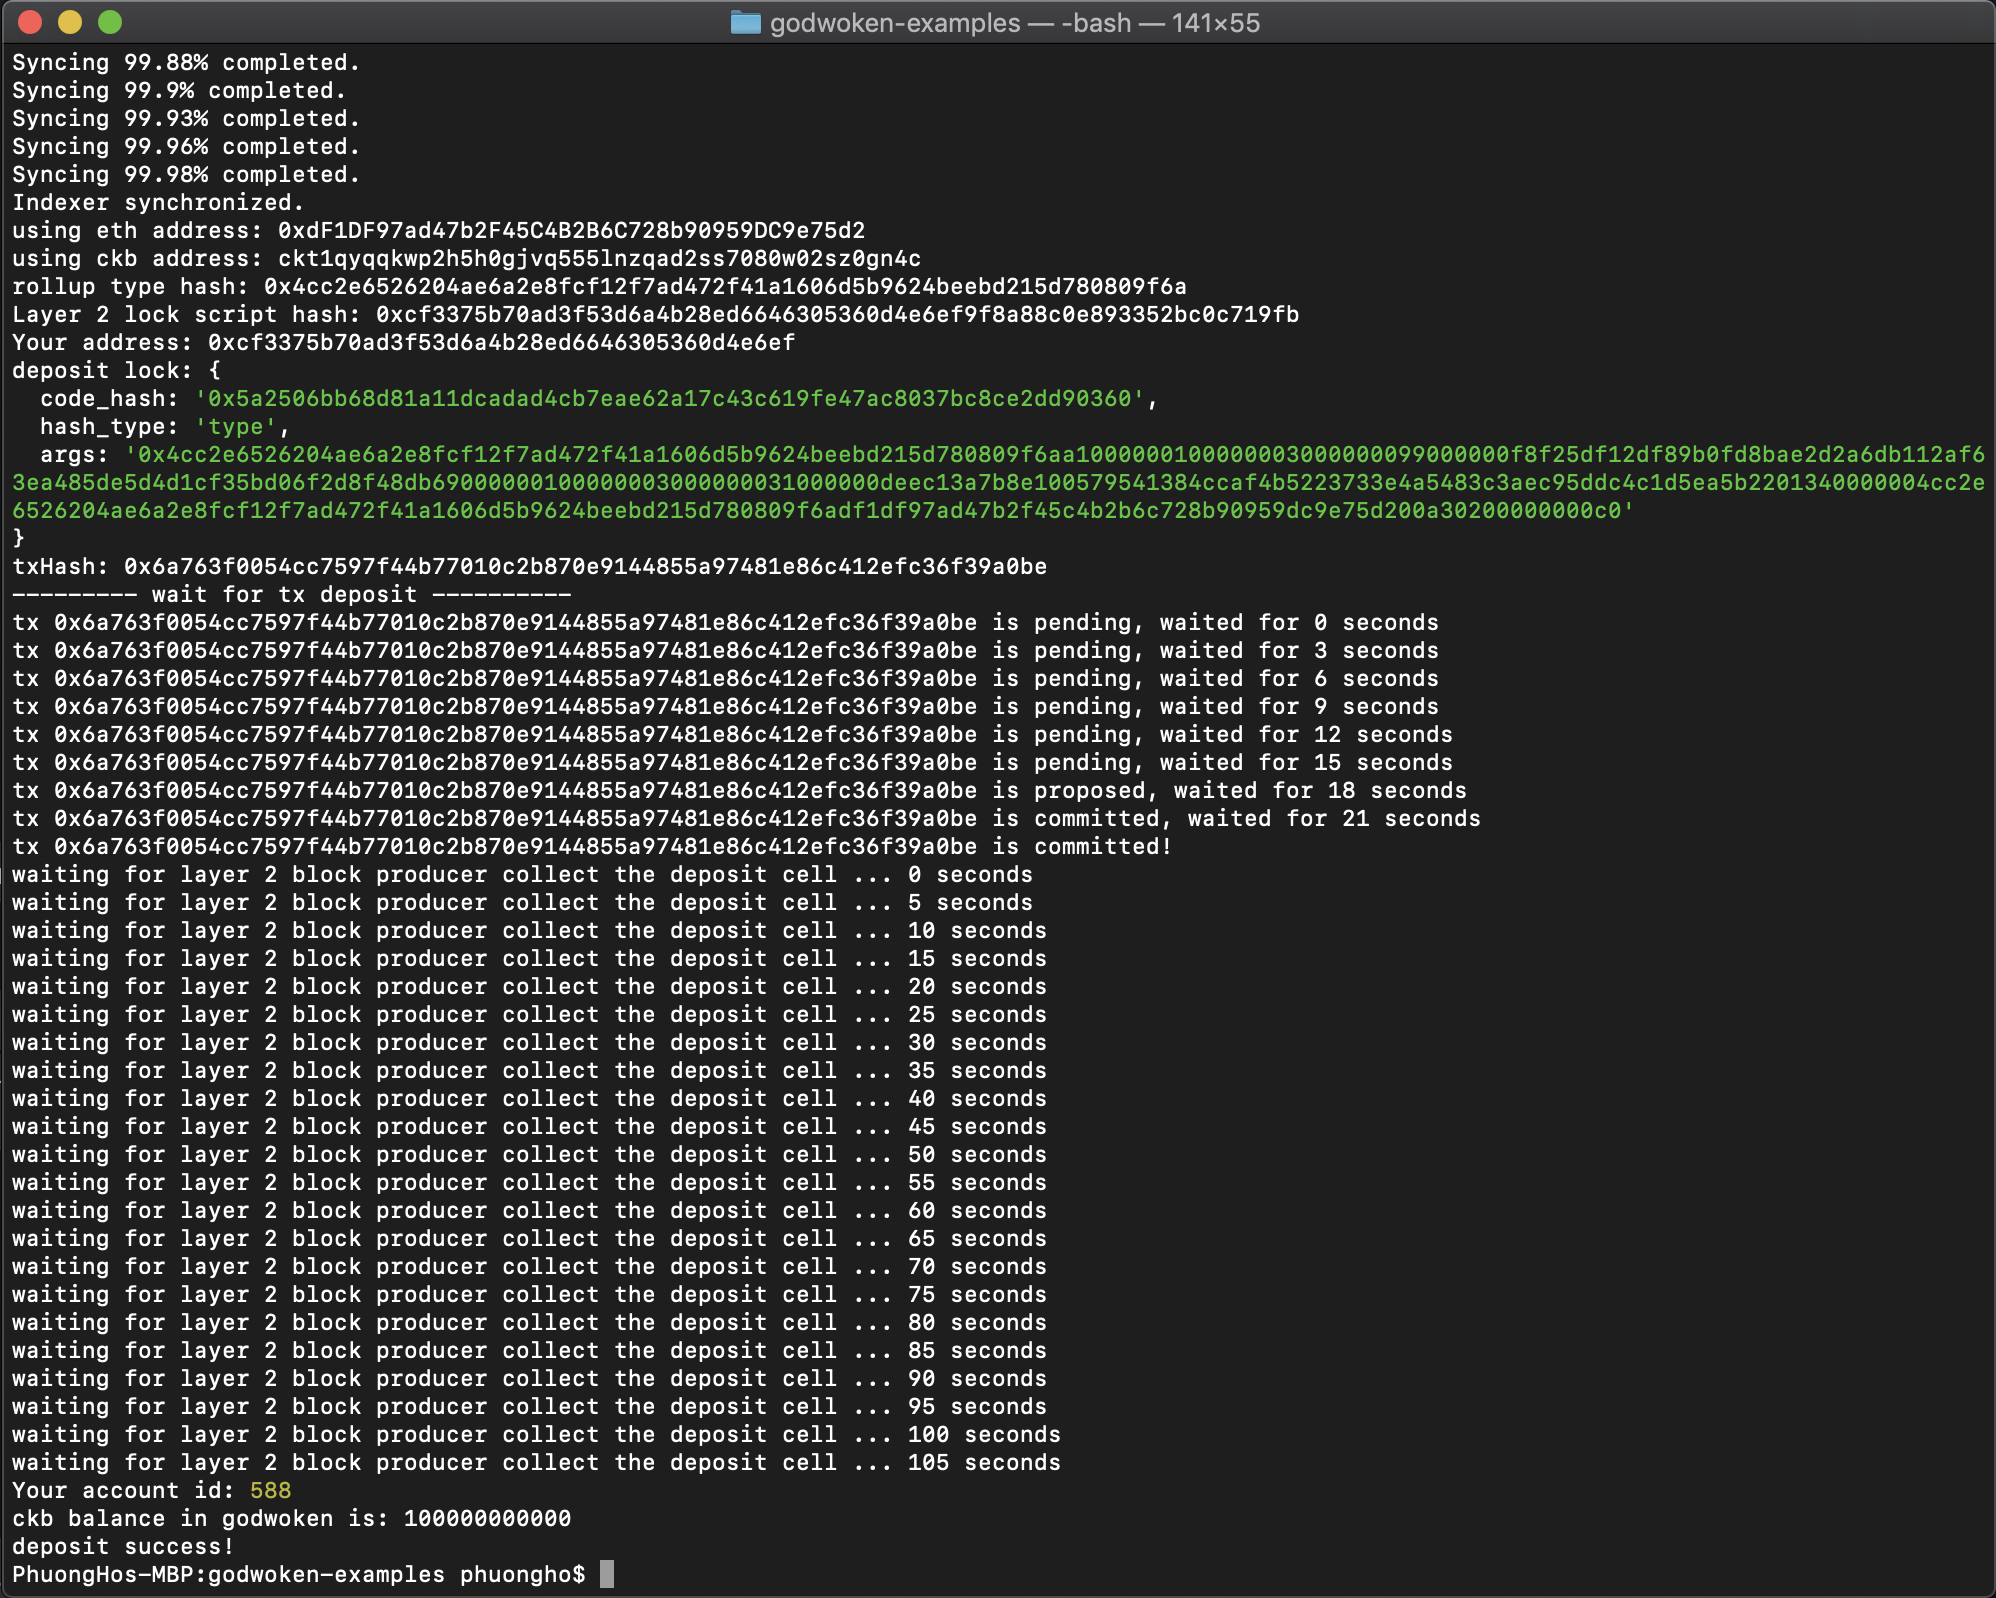 godwoken-examples — -bash — 141×55
Syncing 99.88% completed.
Syncing 99.9% completed.
Syncing 99.93% completed.
Syncing 99.96% completed.
Syncing 99.98% completed.
Indexer synchronized.
using eth address: 0xdF1DF97ad47b2F45C4B2B6C728b90959DC9e75d2
using ckb address: ckt1qyqqkwp2h5h0gjvq555lnzqad2ss7080w02sz0gn4c
rollup type hash: 0x4cc2e6526204ae6a2e8fcf12f7ad472f41a1606d5b9624beebd215d780809f6a
Layer 2 lock script hash: 0xcf3375b70ad3f53d6a4b28ed6646305360d4e6ef9f8a88c0e893352bc0c719fb
Your address: 0xcf3375b70ad3f53d6a4b28ed6646305360d4e6ef
deposit lock: {
  code_hash: '0x5a2506bb68d81a11dcadad4cb7eae62a17c43c619fe47ac8037bc8ce2dd90360',
  hash_type: 'type',
  args: '0x4cc2e6526204ae6a2e8fcf12f7ad472f41a1606d5b9624beebd215d780809f6aa1000000100000003000000099000000f8f25df12df89b0fd8bae2d2a6db112af6
3ea485de5d4d1cf35bd06f2d8f48db6900000001000000030000000310000000deec13a7b8e100579541384ccaf4b5223733e4a5483c3aec95ddc4c1d5ea5b2201340000004cc2e
6526204ae6a2e8fcf12f7ad472f41a1606d5b9624beebd215d780809f6adf1df97ad47b2f45c4b2b6c728b90959dc9e75d200a30200000000c0'
}
txHash: 0x6a763f0054cc7597f44b77010c2b870e9144855a97481e86c412efc36f39a0be
--------- wait for tx deposit ----------
tx 0x6a763f0054cc7597f44b77010c2b870e9144855a97481e86c412efc36f39a0be is pending, waited for 0 seconds
tx 0x6a763f0054cc7597f44b77010c2b870e9144855a97481e86c412efc36f39a0be is pending, waited for 3 seconds
tx 0x6a763f0054cc7597f44b77010c2b870e9144855a97481e86c412efc36f39a0be is pending, waited for 6 seconds
tx 0x6a763f0054cc7597f44b77010c2b870e9144855a97481e86c412efc36f39a0be is pending, waited for 9 seconds
tx 0x6a763f0054cc7597f44b77010c2b870e9144855a97481e86c412efc36f39a0be is pending, waited for 12 seconds
tx 0x6a763f0054cc7597f44b77010c2b870e9144855a97481e86c412efc36f39a0be is pending, waited for 15 seconds
tx 0x6a763f0054cc7597f44b77010c2b870e9144855a97481e86c412efc36f39a0be is proposed, waited for 18 seconds
tx 0x6a763f0054cc7597f44b77010c2b870e9144855a97481e86c412efc36f39a0be is committed, waited for 21 seconds
tx 0x6a763f0054cc7597f44b77010c2b870e9144855a97481e86c412efc36f39a0be is committed!
waiting for layer 2 block producer collect the deposit cell ... 0 seconds
waiting for layer 2 block producer collect the deposit cell ... 5 seconds
waiting for layer 2 block producer collect the deposit cell ... 10 seconds
waiting for layer 2 block producer collect the deposit cell ... 15 seconds
waiting for layer 2 block producer collect the deposit cell ... 20 seconds
waiting for layer 2 block producer collect the deposit cell ... 25 seconds
waiting for layer 2 block producer collect the deposit cell ... 30 seconds
waiting for layer 2 block producer collect the deposit cell ... 35 seconds
waiting for layer 2 block producer collect the deposit cell ... 40 seconds
waiting for layer 2 block producer collect the deposit cell ... 45 seconds
waiting for layer 2 block producer collect the deposit cell ... 50 seconds
waiting for layer 2 block producer collect the deposit cell ... 55 seconds
waiting for layer 2 block producer collect the deposit cell ... 60 seconds
waiting for layer 2 block producer collect the deposit cell ... 65 seconds
waiting for layer 2 block producer collect the deposit cell ... 70 seconds
waiting for layer 2 block producer collect the deposit cell ... 75 seconds
waiting for layer 2 block producer collect the deposit cell ... 80 seconds
waiting for layer 2 block producer collect the deposit cell ... 85 seconds
waiting for layer 2 block producer collect the deposit cell ... 90 seconds
waiting for layer 2 block producer collect the deposit cell ... 95 seconds
waiting for layer 2 block producer collect the deposit cell ... 100 seconds
waiting for layer 2 block producer collect the deposit cell ... 105 seconds
Your account id: 588
ckb balance in godwoken is: 100000000000
deposit success!
PhuongHos-MBP:godwoken-examples phuongho$